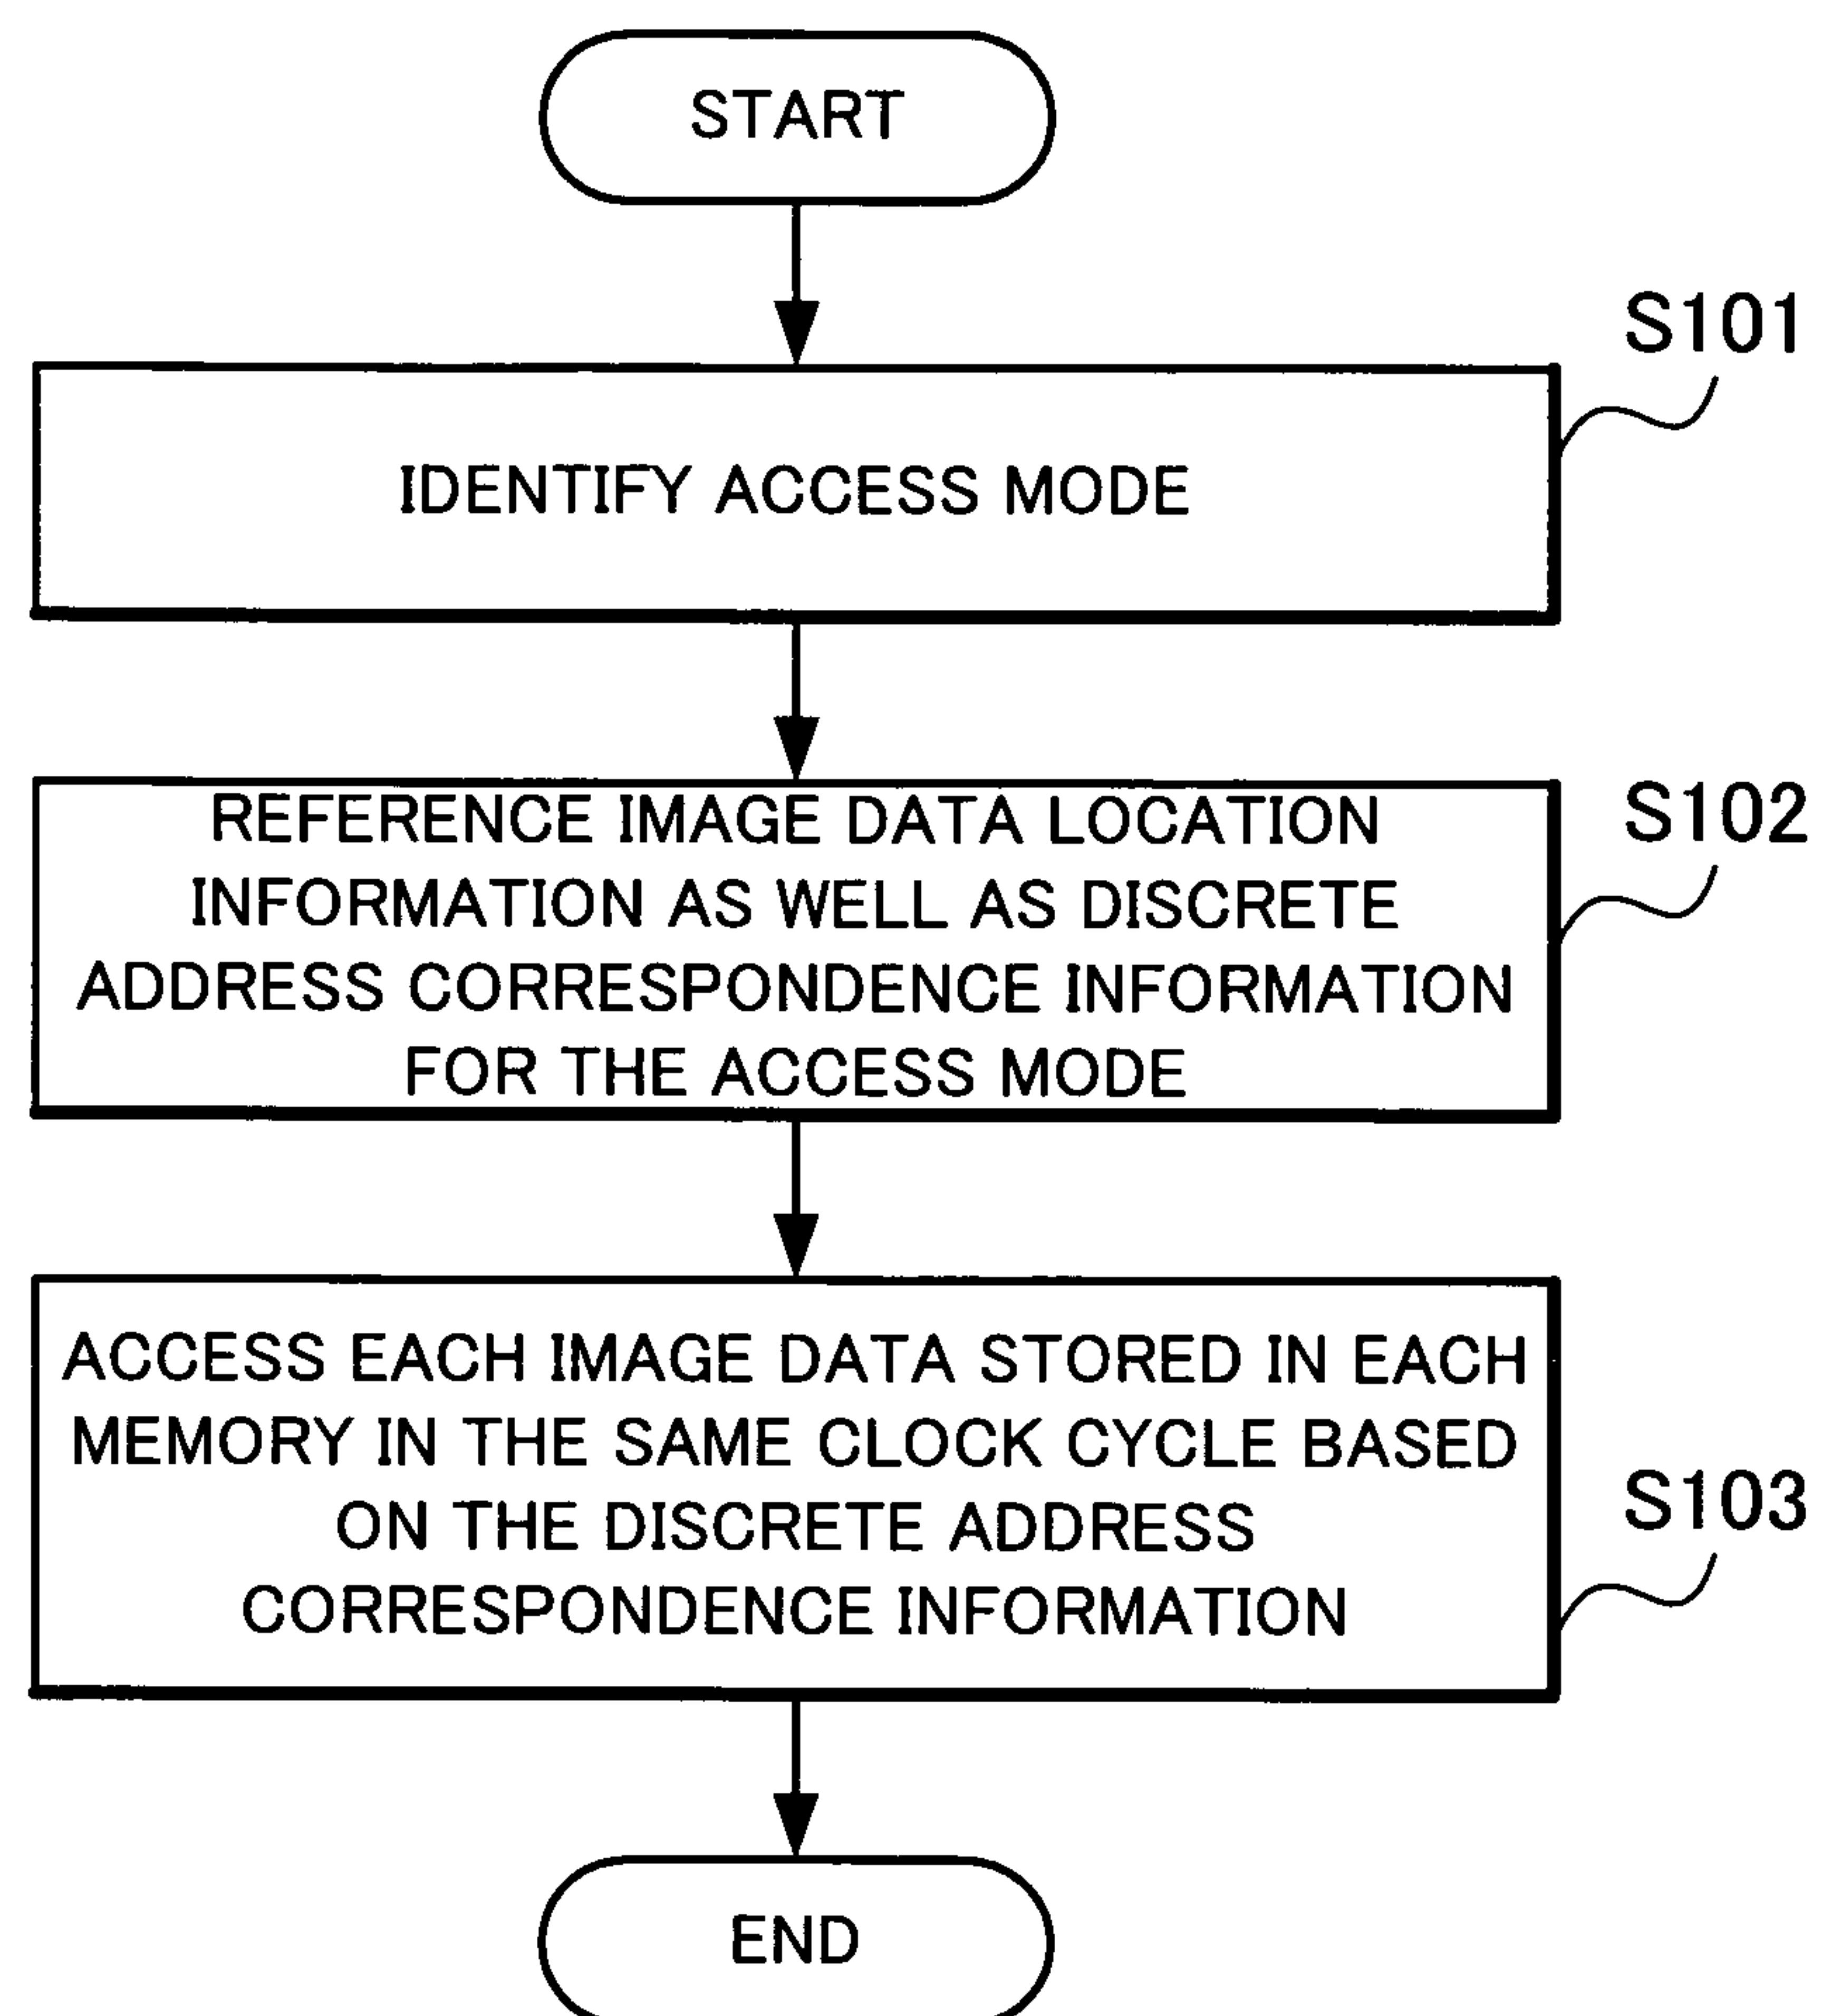 START
S101
IDENTIFY ACCESS MODE
S102
REFERENCE IMAGE DATA LOCATION
INFORMATION AS WELL AS DISCRETE
ADDRESS CORRESPONDENCE INFORMATION
FOR THE ACCESS MODE
ACCESS EACH IMAGE DATA STORED IN EACH
MEMORY IN THE SAME CLOCK CYCLE BASED
S103
ON THE DISCRETE ADDRESS
CORRESPONDENCE INFORMATION
END